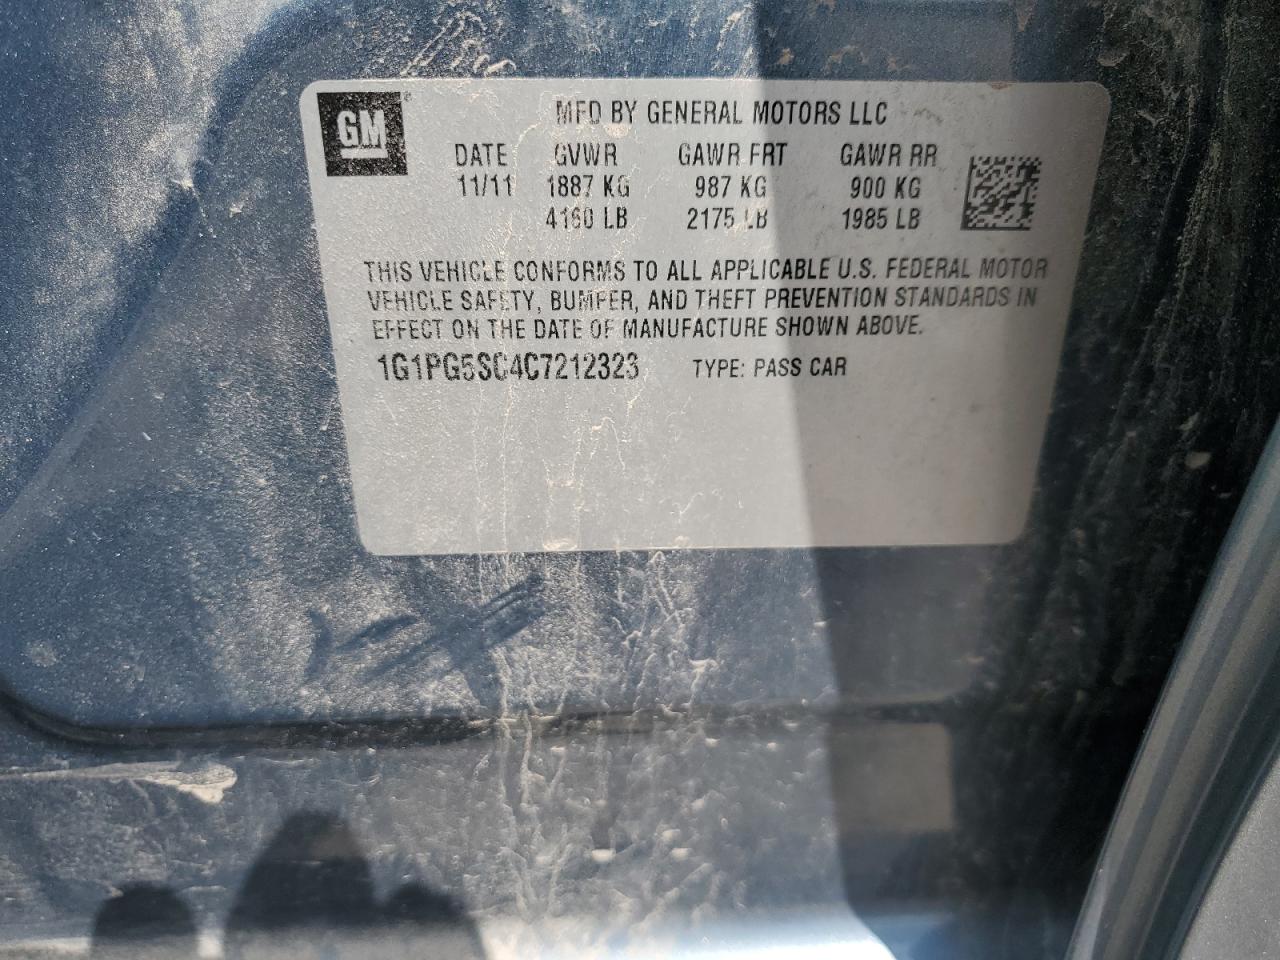 GM
MFD BY GENERAL MOTORS LLC
DATE GVWR GAWR FRT GAWR RR
11/11 1887 KG 987 KG 900 KG
4160 LB 2175 LB 1985 LB
THIS VEHICLE CONFORMS TO ALL APPLICABLE U.S. FEDERAL MOTOR
VEHICLE SAFETY, BUMPER, AND THEFT PREVENTION STANDARDS IN
EFFECT ON THE DATE OF MANUFACTURE SHOWN ABOVE.
1G1PG5SC4C7212323 TYPE: PASS CAR